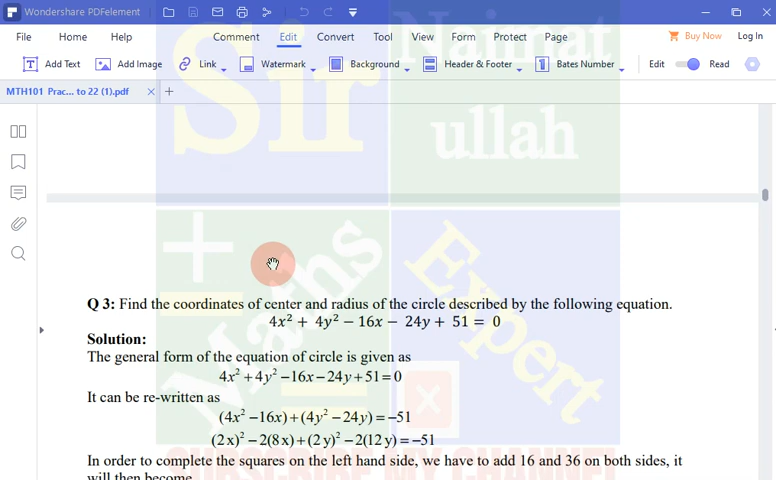 Wondershare PDFelement
File Home Help Comment Edit Convert Tool View Form Protect Page Buy Now Log In
Add Text Add Image Link Watermark Background Header & Footer Bates Number Edit Read
MTH101 Prac... to 22 (1).pdf
Sir Naimat
ullah
+ Maths Expert
Q 3: Find the coordinates of center and radius of the circle described by the following equation.
4x² + 4y² − 16x − 24y + 51 = 0
Solution:
The general form of the equation of circle is given as
4x² +4y² −16x−24y+51=0
It can be re-written as
(4x² −16x)+(4y² −24y)=−51
(2x)² −2(8x)+(2y)² −2(12y)=−51
In order to complete the squares on the left hand side, we have to add 16 and 36 on both sides, it
will then become
SUBSCRIBE